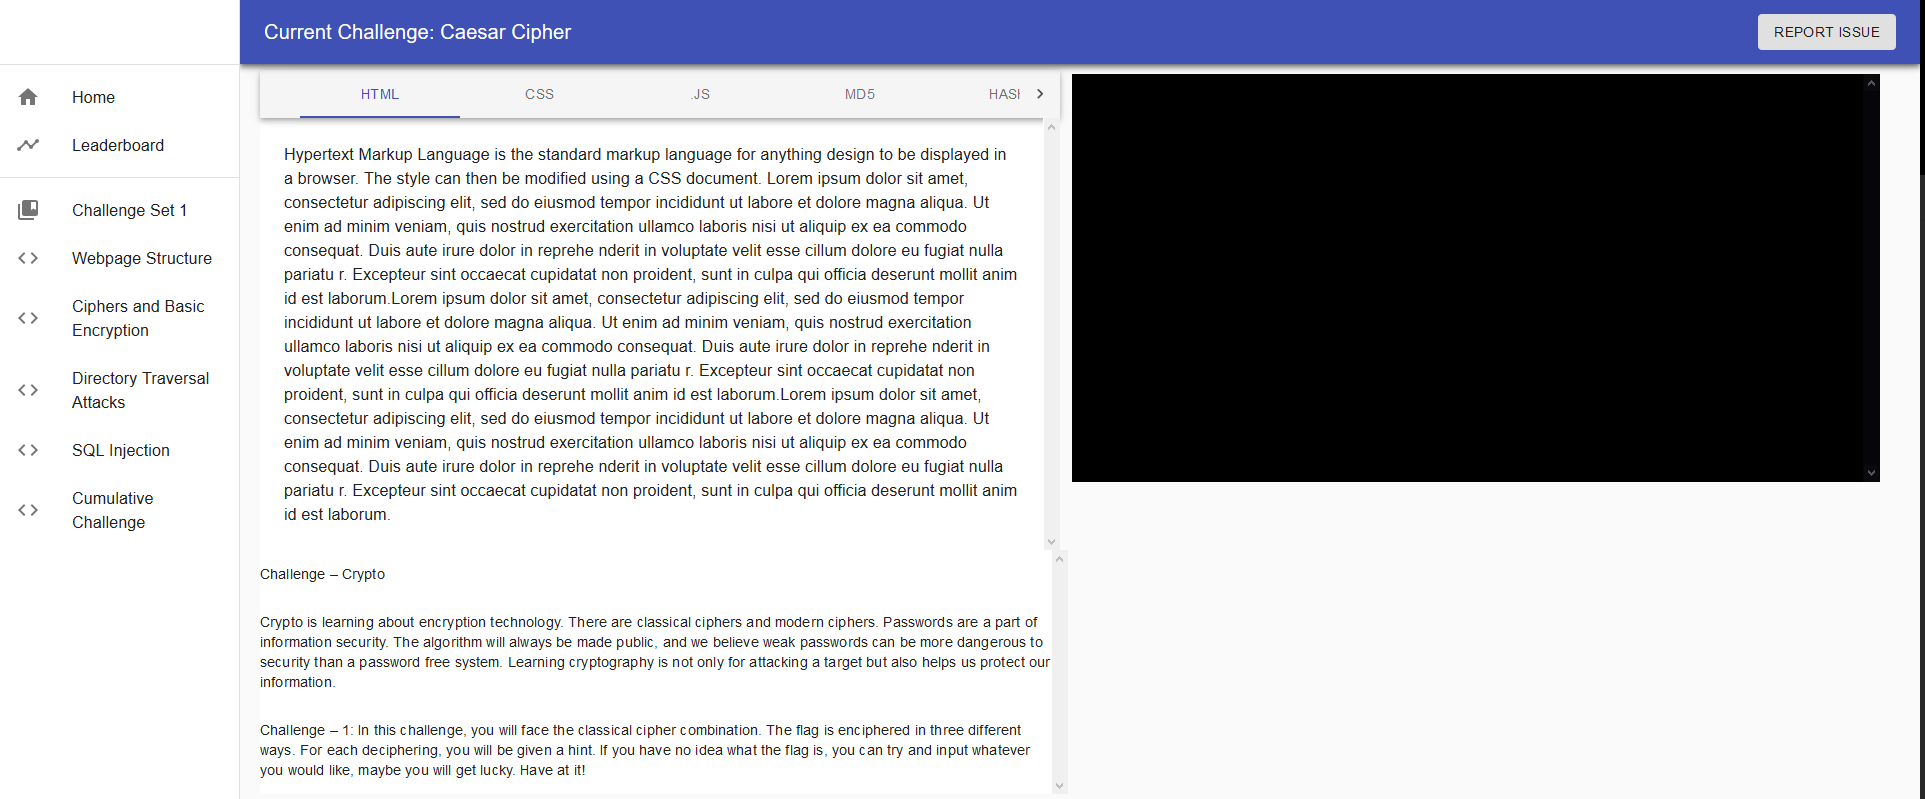 Current Challenge: Caesar Cipher
REPORT ISSUE
Home
Leaderboard
Challenge Set 1
Webpage Structure
Ciphers and Basic
Encryption
Directory Traversal
Attacks
SQL Injection
Cumulative
Challenge
HTML CSS .JS MD5 HASH
Hypertext Markup Language is the standard markup language for anything design to be displayed in
a browser. The style can then be modified using a CSS document. Lorem ipsum dolor sit amet,
consectetur adipiscing elit, sed do eiusmod tempor incididunt ut labore et dolore magna aliqua. Ut
enim ad minim veniam, quis nostrud exercitation ullamco laboris nisi ut aliquip ex ea commodo
consequat. Duis aute irure dolor in reprehe nderit in voluptate velit esse cillum dolore eu fugiat nulla
pariatu r. Excepteur sint occaecat cupidatat non proident, sunt in culpa qui officia deserunt mollit anim
id est laborum.Lorem ipsum dolor sit amet, consectetur adipiscing elit, sed do eiusmod tempor
incididunt ut labore et dolore magna aliqua. Ut enim ad minim veniam, quis nostrud exercitation
ullamco laboris nisi ut aliquip ex ea commodo consequat. Duis aute irure dolor in reprehe nderit in
voluptate velit esse cillum dolore eu fugiat nulla pariatu r. Excepteur sint occaecat cupidatat non
proident, sunt in culpa qui officia deserunt mollit anim id est laborum.Lorem ipsum dolor sit amet,
consectetur adipiscing elit, sed do eiusmod tempor incididunt ut labore et dolore magna aliqua. Ut
enim ad minim veniam, quis nostrud exercitation ullamco laboris nisi ut aliquip ex ea commodo
consequat. Duis aute irure dolor in reprehe nderit in voluptate velit esse cillum dolore eu fugiat nulla
pariatu r. Excepteur sint occaecat cupidatat non proident, sunt in culpa qui officia deserunt mollit anim
id est laborum.
Challenge – Crypto
Crypto is learning about encryption technology. There are classical ciphers and modern ciphers. Passwords are a part of
information security. The algorithm will always be made public, and we believe weak passwords can be more dangerous to
security than a password free system. Learning cryptography is not only for attacking a target but also helps us protect our
information.
Challenge – 1: In this challenge, you will face the classical cipher combination. The flag is enciphered in three different
ways. For each deciphering, you will be given a hint. If you have no idea what the flag is, you can try and input whatever
you would like, maybe you will get lucky. Have at it!